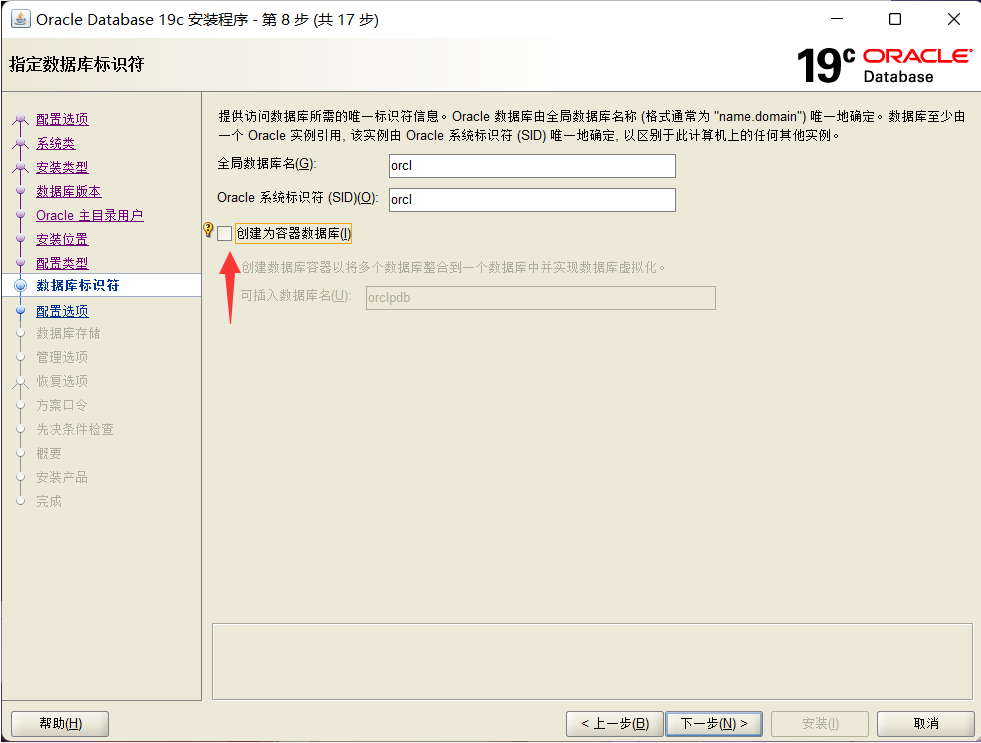 Oracle Database 19c 安装程序 - 第 8 步 (共 17 步)
指定数据库标识符
19c ORACLE
Database
配置选项
系统类
安装类型
数据库版本
Oracle 主目录用户
安装位置
配置类型
数据库标识符
配置选项
数据库存储
管理选项
恢复选项
方案口令
先决条件检查
概要
安装产品
完成
提供访问数据库所需的唯一标识符信息。Oracle 数据库由全局数据库名称 (格式通常为 "name.domain") 唯一地确定。数据库至少由
一个 Oracle 实例引用, 该实例由 Oracle 系统标识符 (SID) 唯一地确定, 以区别于此计算机上的任何其他实例。
全局数据库名(G): orcl
Oracle 系统标识符 (SID)(O): orcl
创建为容器数据库(I)
创建数据库容器以将多个数据库整合到一个数据库中并实现数据库虚拟化。
可插入数据库名(U): orclpdb
帮助(H) < 上一步(B) 下一步(N) > 安装(I) 取消